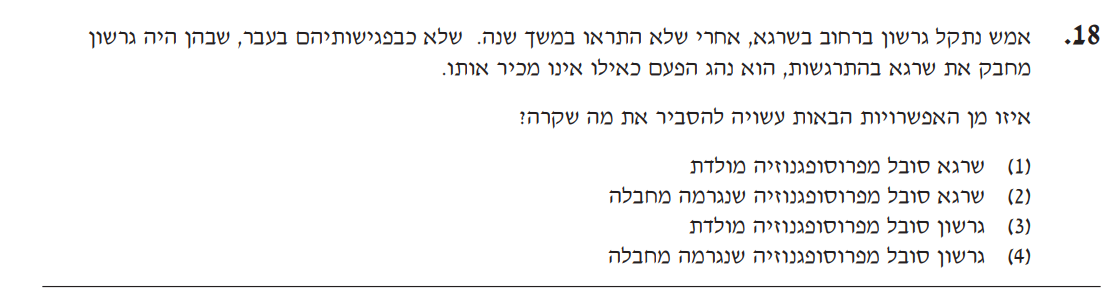 18. אמש נתקל גרשון ברחוב בשרגא, אחרי שלא התראו במשך שנה. שלא כבפגישותיהם בעבר, שבהן היה גרשון
מחבק את שרגא בהתרגשות, הוא נהג הפעם כאילו אינו מכיר אותו.
איזו מן האפשרויות הבאות עשויה להסביר את מה שקרה?
(1) שרגא סובל מפרוסופגנוזיה מולדת
(2) שרגא סובל מפרוסופגנוזיה שנגרמה מחבלה
(3) גרשון סובל מפרוסופגנוזיה מולדת
(4) גרשון סובל מפרוסופגנוזיה שנגרמה מחבלה